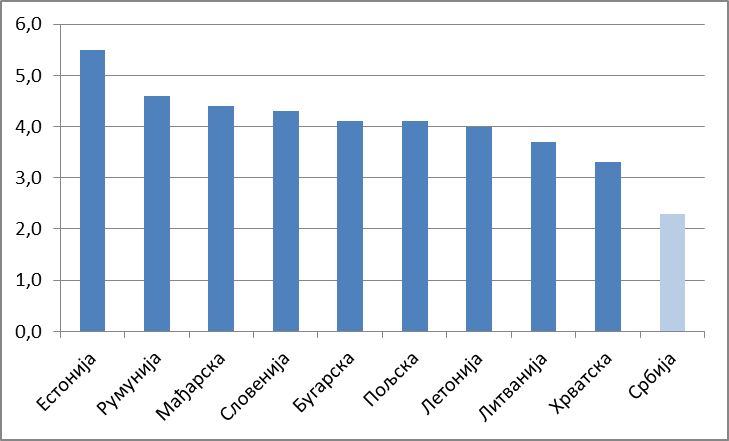 6,0
5,0
4,0
3,0
2,0
1,0
0,0
Естонија
Румунија
Мађарска
Словенија
Бугарска
Пољска
Летонија
Литванија
Хрватска
Србија